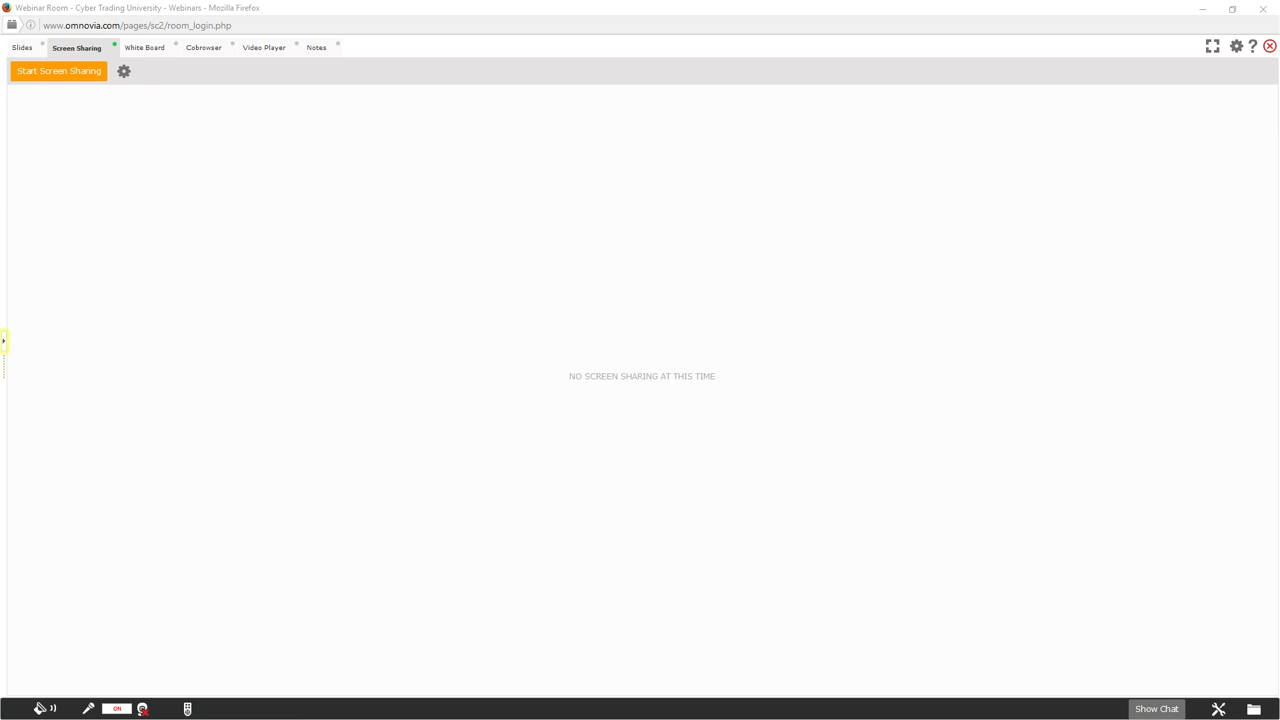 Webinar Room - Cyber Trading University - Webinars - Mozilla Firefox
www.omnovia.com/pages/sc2/room_login.php
Slides Screen Sharing White Board Cobrowser Video Player Notes
Start Screen Sharing
NO SCREEN SHARING AT THIS TIME
ON Show Chat